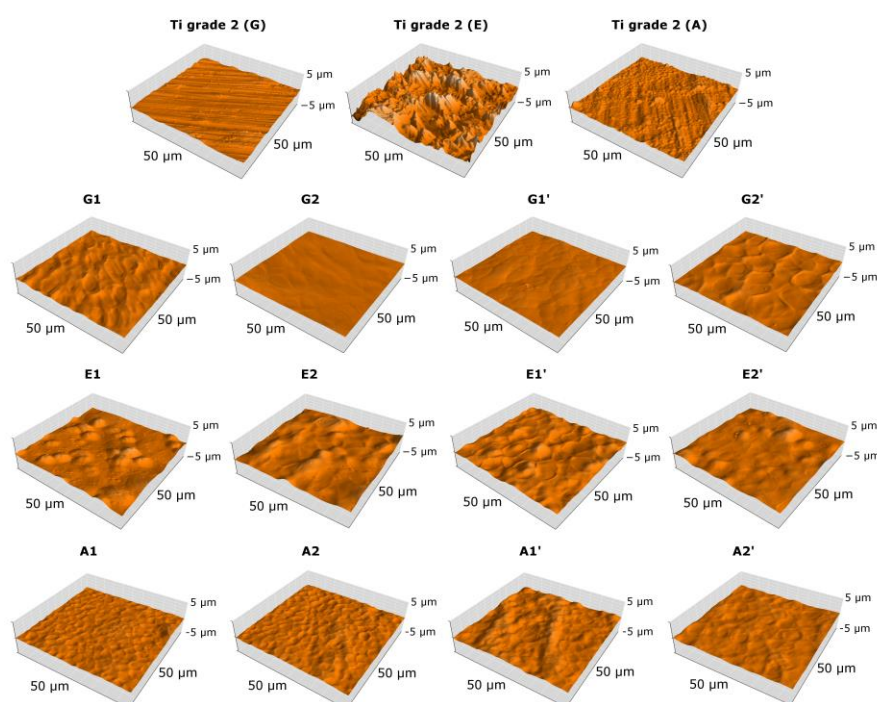 Ti grade 2 (G) Ti grade 2 (E) Ti grade 2 (A)
5 µm 5 µm 5 µm
−5 µm −5 µm −5 µm
50 µm 50 µm 50 µm 50 µm 50 µm 50 µm
G1 G2 G1' G2'
5 µm 5 µm 5 µm 5 µm
−5 µm −5 µm −5 µm −5 µm
50 µm 50 µm 50 µm 50 µm 50 µm 50 µm 50 µm 50 µm
E1 E2 E1' E2'
5 µm 5 µm 5 µm 5 µm
−5 µm −5 µm −5 µm −5 µm
50 µm 50 µm 50 µm 50 µm 50 µm 50 µm 50 µm 50 µm
A1 A2 A1' A2'
5 µm 5 µm 5 µm 5 µm
−5 µm −5 µm −5 µm −5 µm
50 µm 50 µm 50 µm 50 µm 50 µm 50 µm 50 µm 50 µm